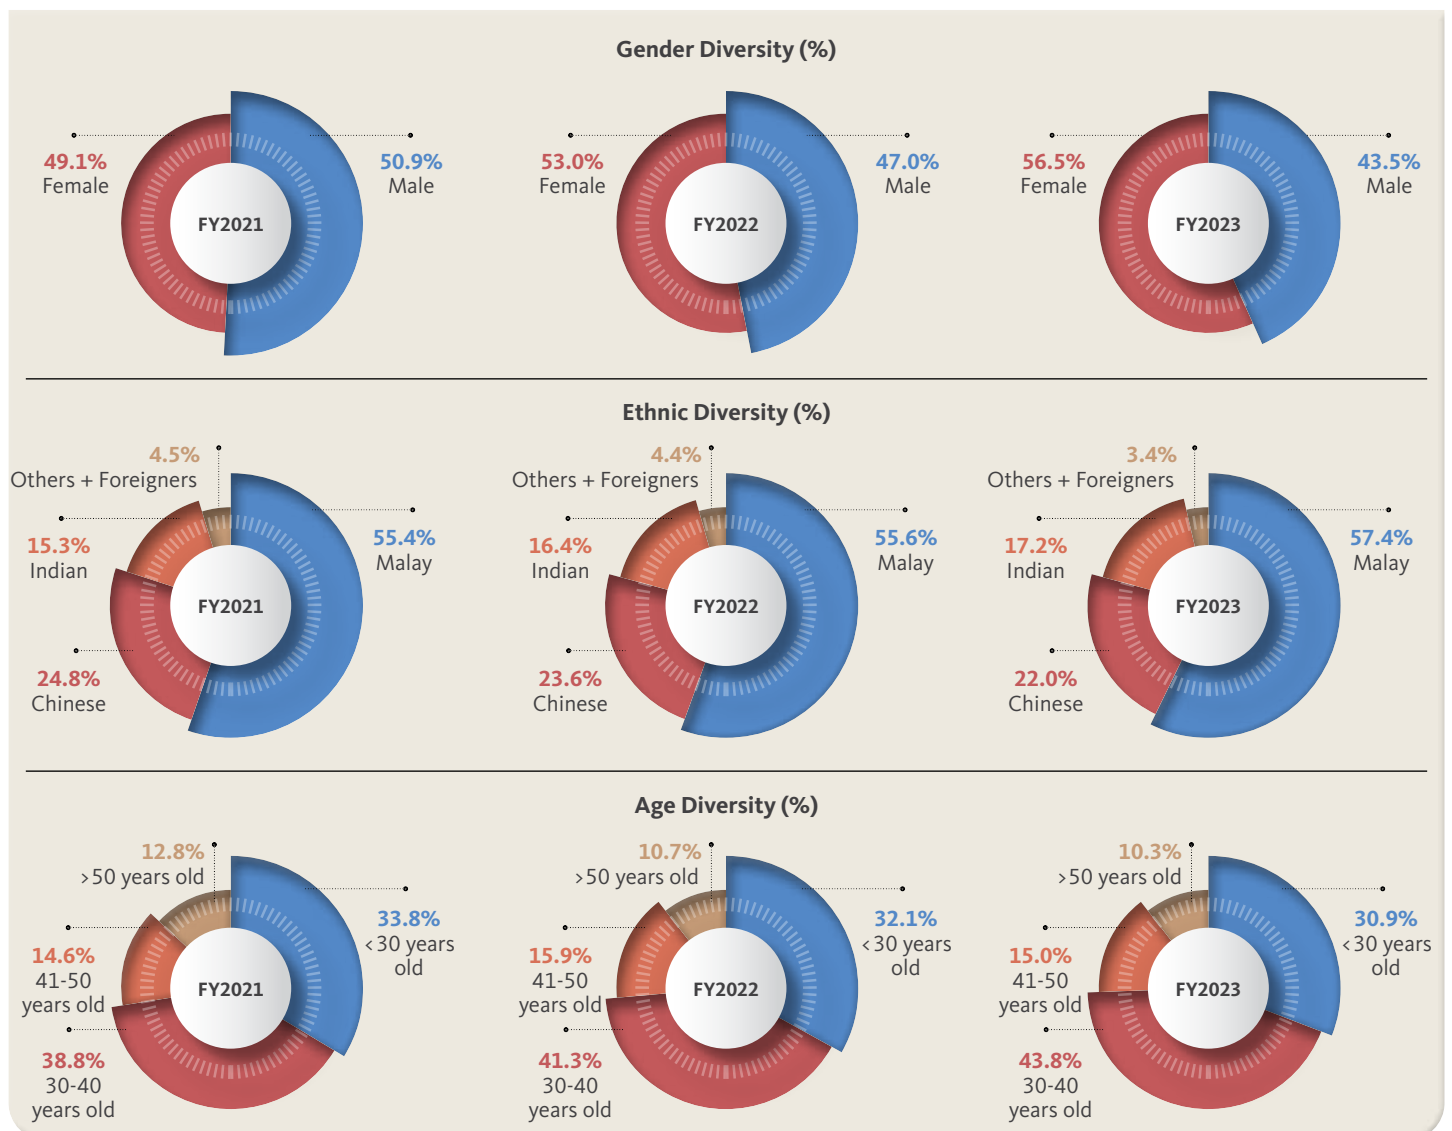 Gender Diversity (%)
49.1%
Female
FY2021
50.9%
Male
53.0%
Female
FY2022
47.0%
Male
56.5%
Female
FY2023
43.5%
Male
Ethnic Diversity (%)
4.5%
Others + Foreigners
15.3%
Indian
24.8%
Chinese
FY2021
55.4%
Malay
4.4%
Others + Foreigners
16.4%
Indian
23.6%
Chinese
FY2022
55.6%
Malay
3.4%
Others + Foreigners
17.2%
Indian
22.0%
Chinese
FY2023
57.4%
Malay
Age Diversity (%)
12.8%
>50 years old
14.6%
41-50
years old
38.8%
30-40
years old
FY2021
33.8%
<30 years
old
10.7%
>50 years old
15.9%
41-50
years old
41.3%
30-40
years old
FY2022
32.1%
<30 years
old
10.3%
>50 years old
15.0%
41-50
years old
43.8%
30-40
years old
FY2023
30.9%
<30 years
old